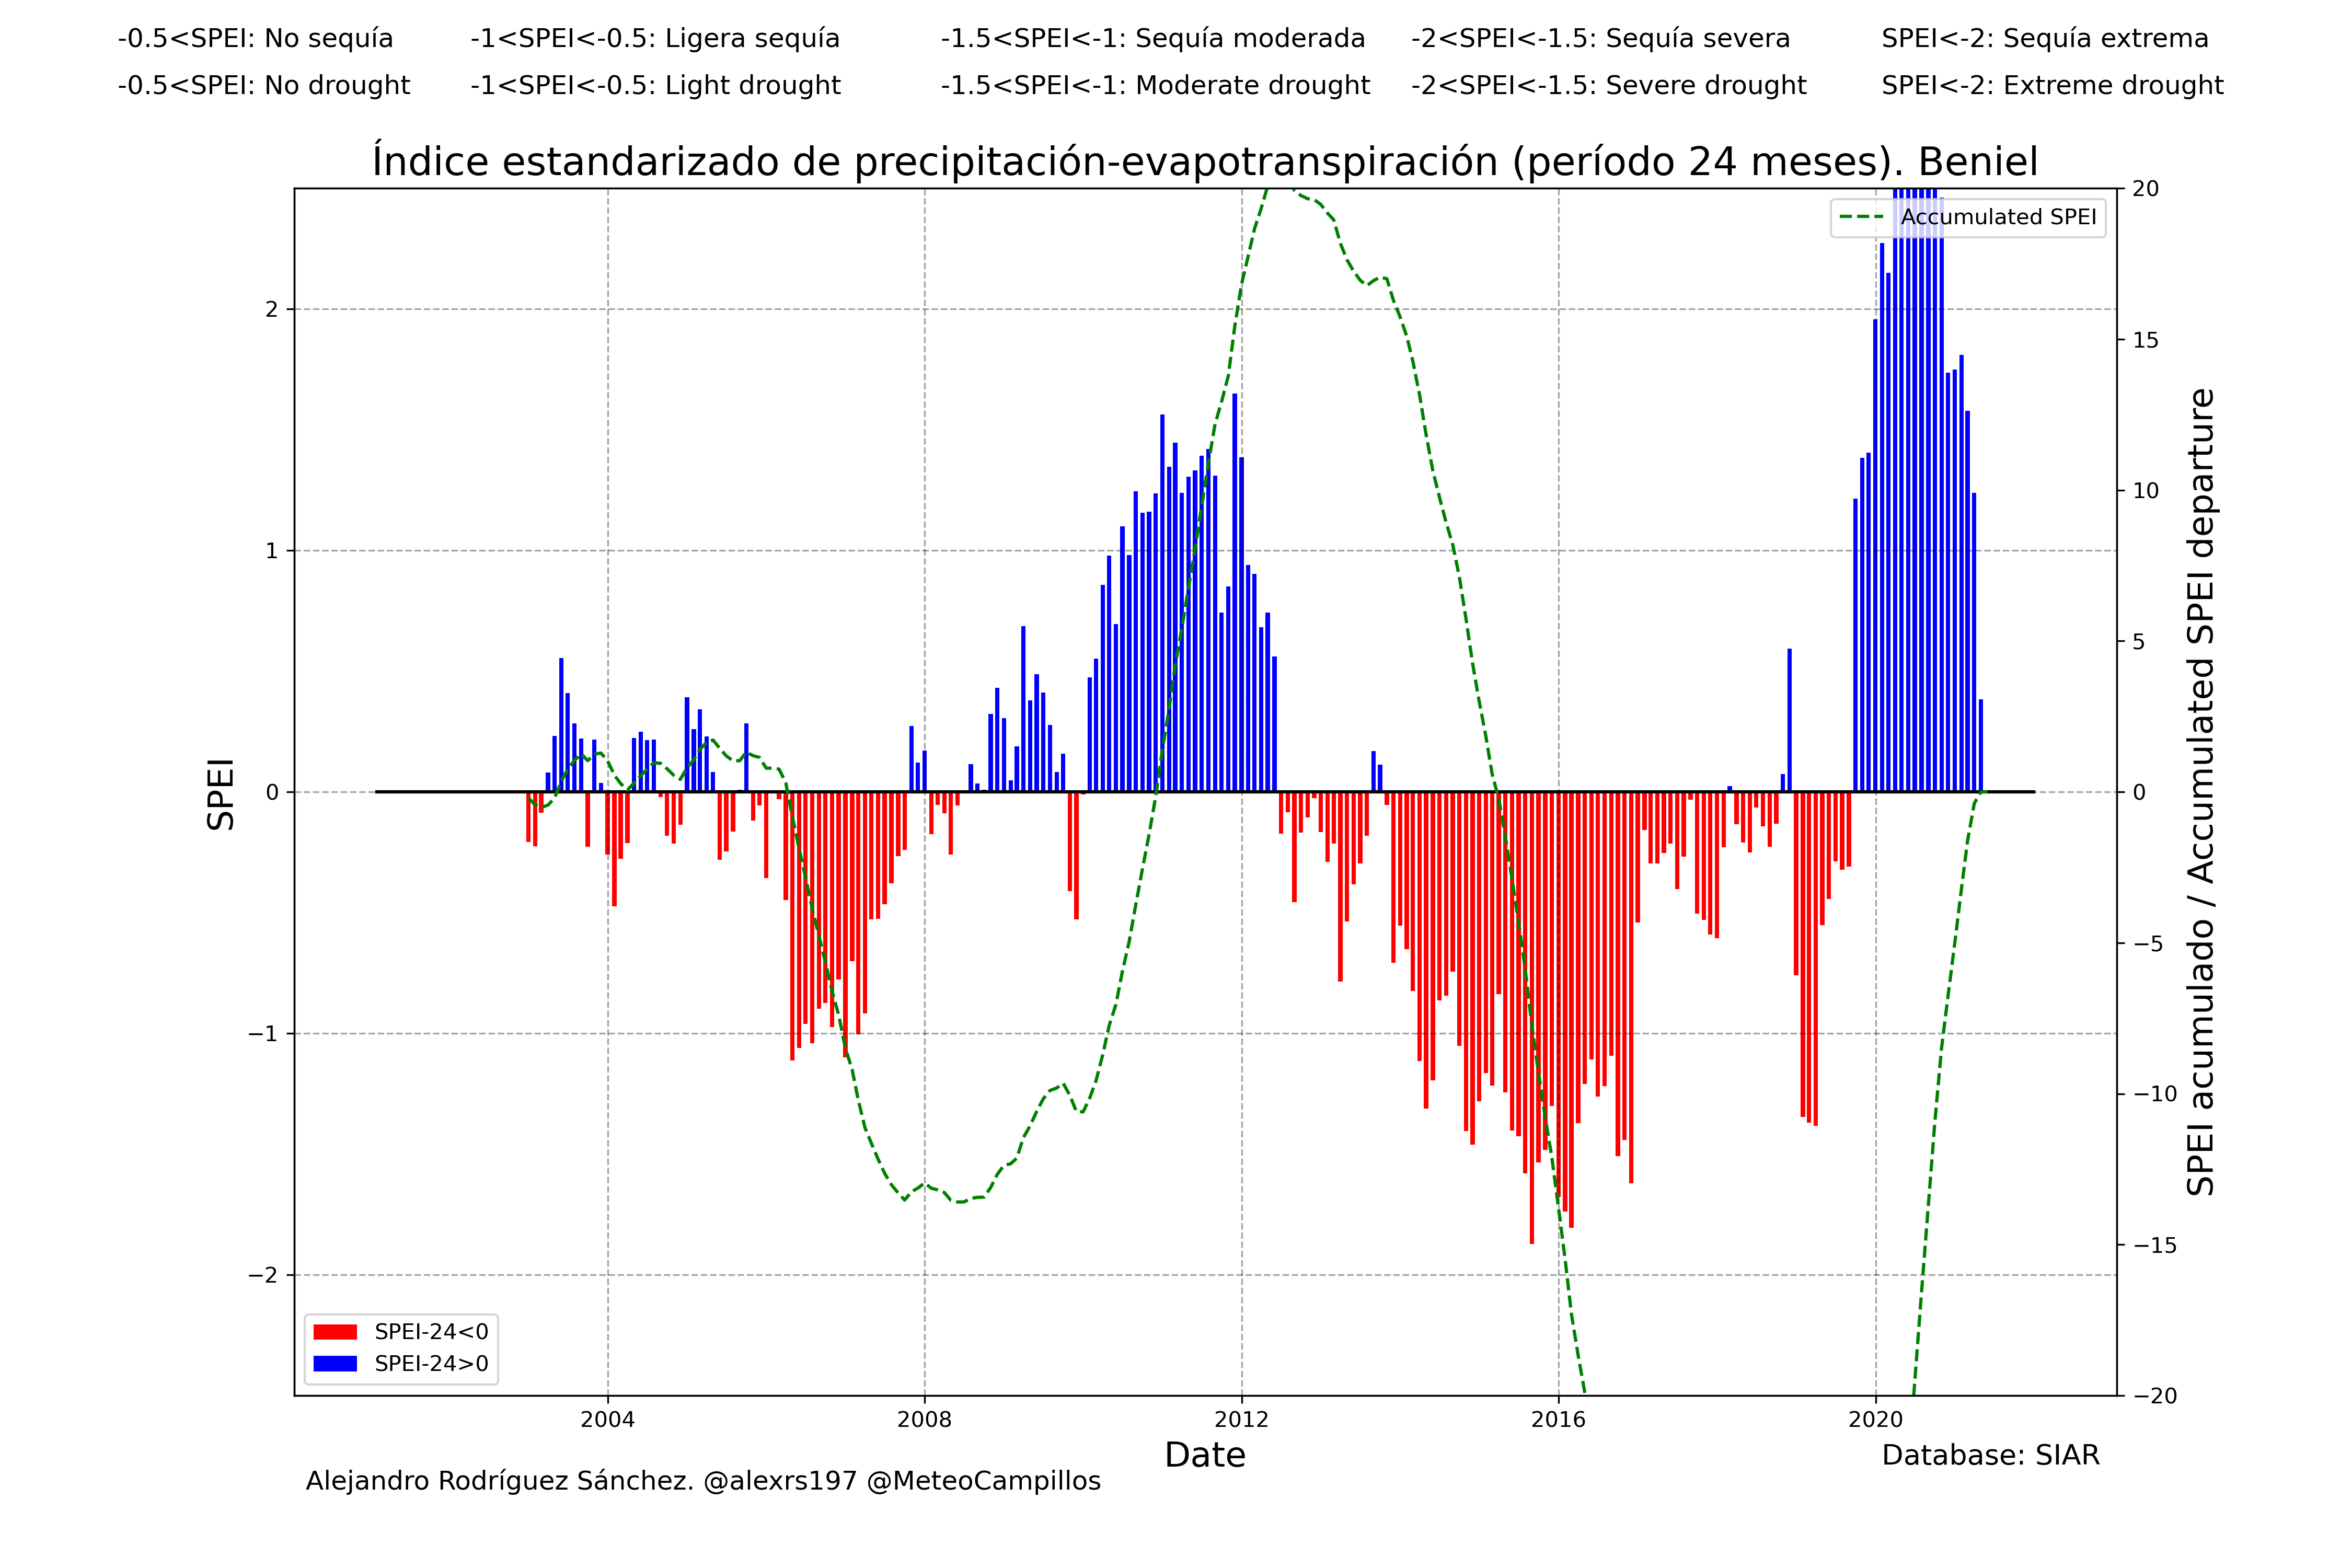 -0.5<SPEI: No sequía -1<SPEI<-0.5: Ligera sequía -1.5<SPEI<-1: Sequía moderada -2<SPEI<-1.5: Sequía severa SPEI<-2: Sequía extrema
-0.5<SPEI: No drought -1<SPEI<-0.5: Light drought -1.5<SPEI<-1: Moderate drought -2<SPEI<-1.5: Severe drought SPEI<-2: Extreme drought
Índice estandarizado de precipitación-evapotranspiración (período 24 meses). Beniel
Accumulated SPEI
2
1
0
−1
−2
SPEI
20
15
10
5
0
−5
−10
−15
−20
SPEI acumulado / Accumulated SPEI departure
SPEI-24<0
SPEI-24>0
2004 2008 2012 2016 2020
Date
Database: SIAR
Alejandro Rodríguez Sánchez. @alexrs197 @MeteoCampillos